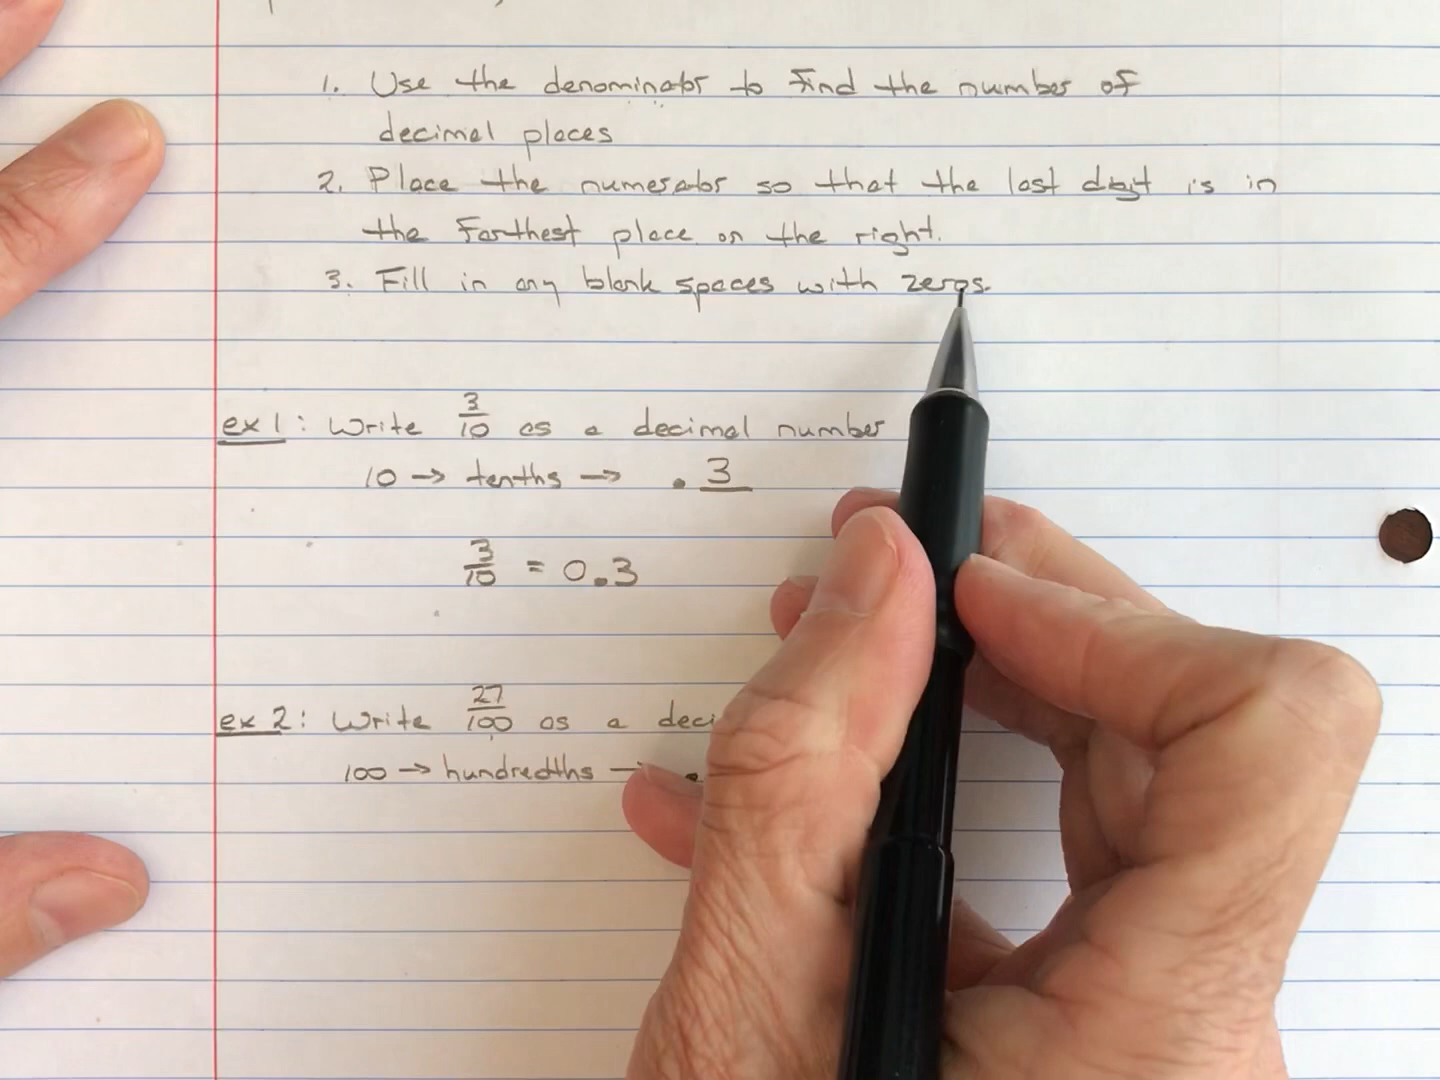 1. Use the denominator to find the number of
decimal places
2. Place the numerator so that the last digit is in
the farthest place on the right.
3. Fill in any blank spaces with zeros.
ex 1: Write 3/10 as a decimal number
10 → tenths → . 3
3/10 = 0.3
ex 2: Write 27/100 as a deci
100 → hundredths → .